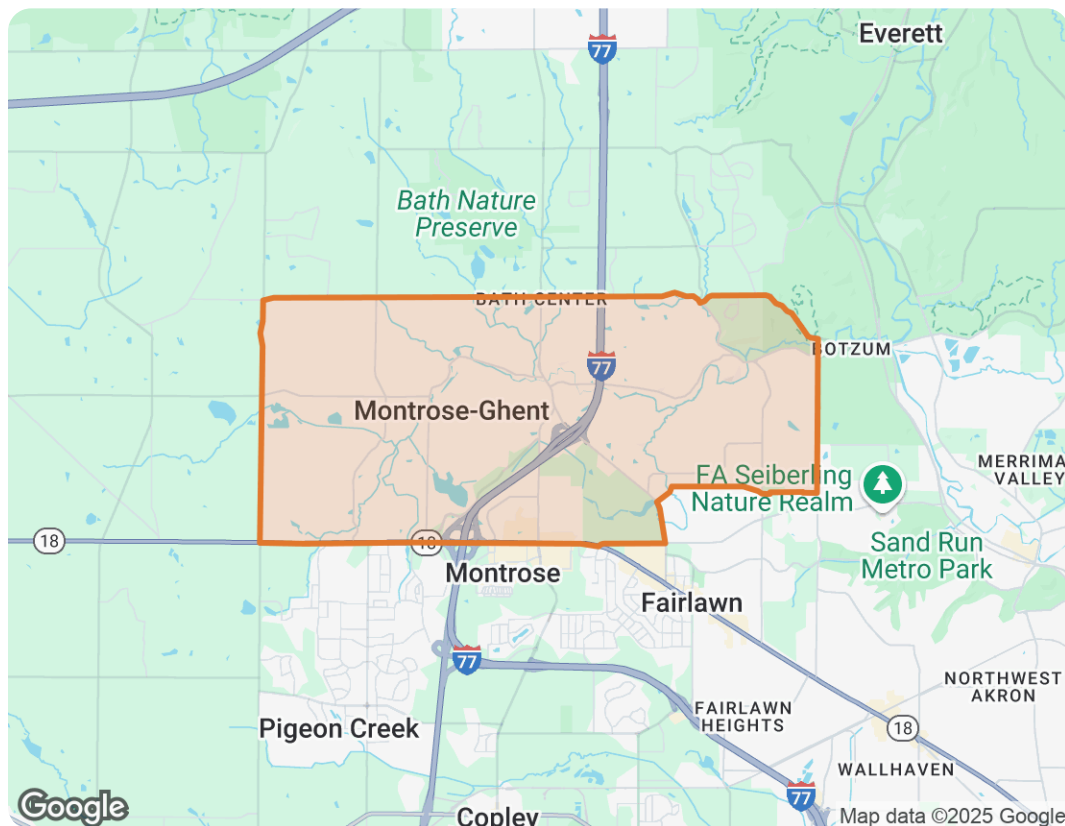 Everett
77
Bath Nature
Preserve
BATH CENTER
BOTZUM
77
Montrose-Ghent
FA Seiberling
Nature Realm
MERRIMA
VALLEY
18
18
Sand Run
Metro Park
Montrose
Fairlawn
77
NORTHWEST
AKRON
FAIRLAWN
HEIGHTS
Pigeon Creek
18
WALLHAVEN
77
Google
Copley
Map data ©2025 Google